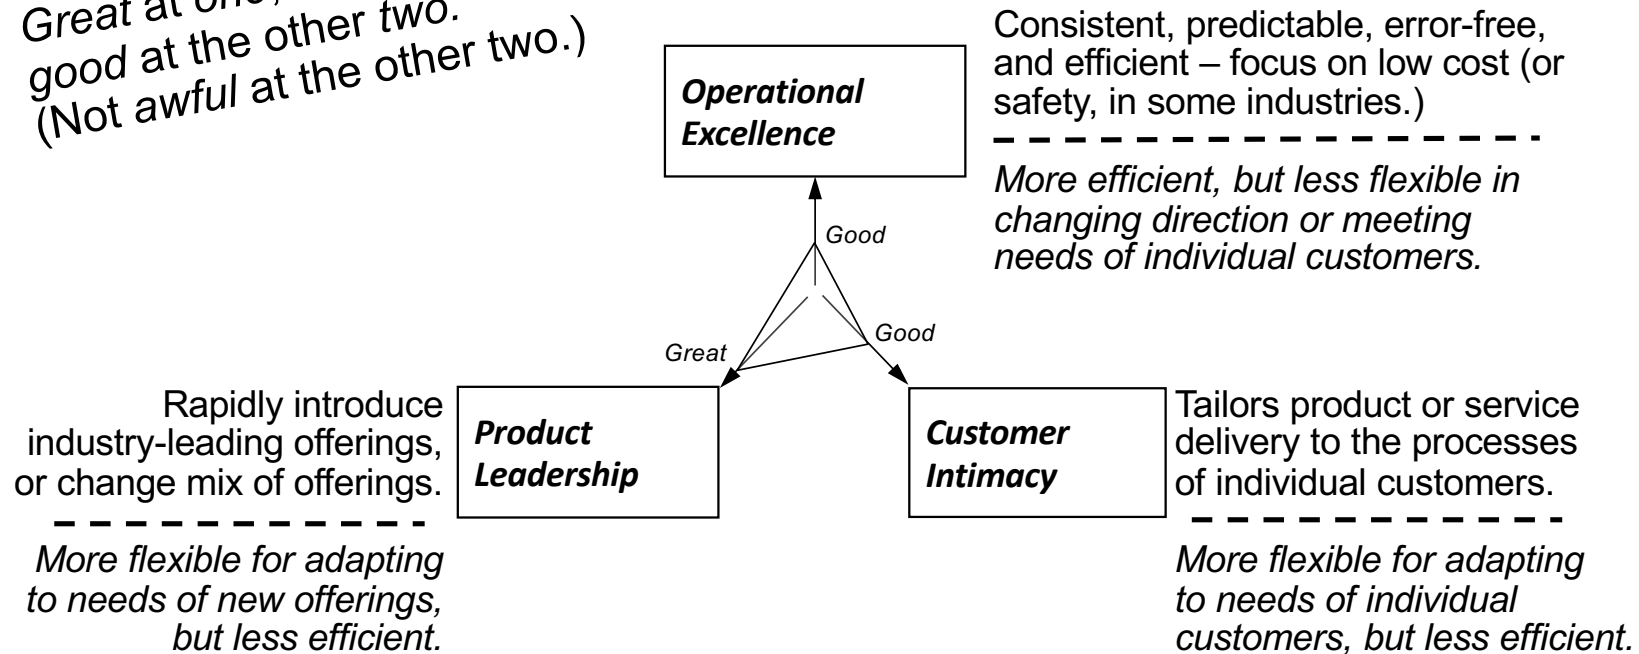 Great at one,
good at the other two.
(Not awful at the other two.)
Operational
Excellence
Consistent, predictable, error-free,
and efficient – focus on low cost (or
safety, in some industries.)
More efficient, but less flexible in
changing direction or meeting
needs of individual customers.
Good
Good
Great
Rapidly introduce
industry-leading offerings,
or change mix of offerings.
More flexible for adapting
to needs of new offerings,
but less efficient.
Product
Leadership
Customer
Intimacy
Tailors product or service
delivery to the processes
of individual customers.
More flexible for adapting
to needs of individual
customers, but less efficient.